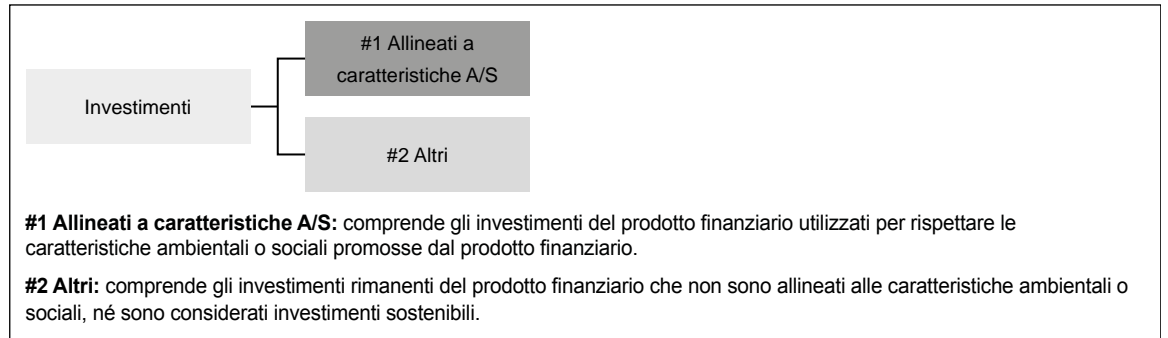 #1 Allineati a
caratteristiche A/S
Investimenti
#2 Altri
#1 Allineati a caratteristiche A/S: comprende gli investimenti del prodotto finanziario utilizzati per rispettare le
caratteristiche ambientali o sociali promosse dal prodotto finanziario.
#2 Altri: comprende gli investimenti rimanenti del prodotto finanziario che non sono allineati alle caratteristiche ambientali o
sociali, né sono considerati investimenti sostenibili.